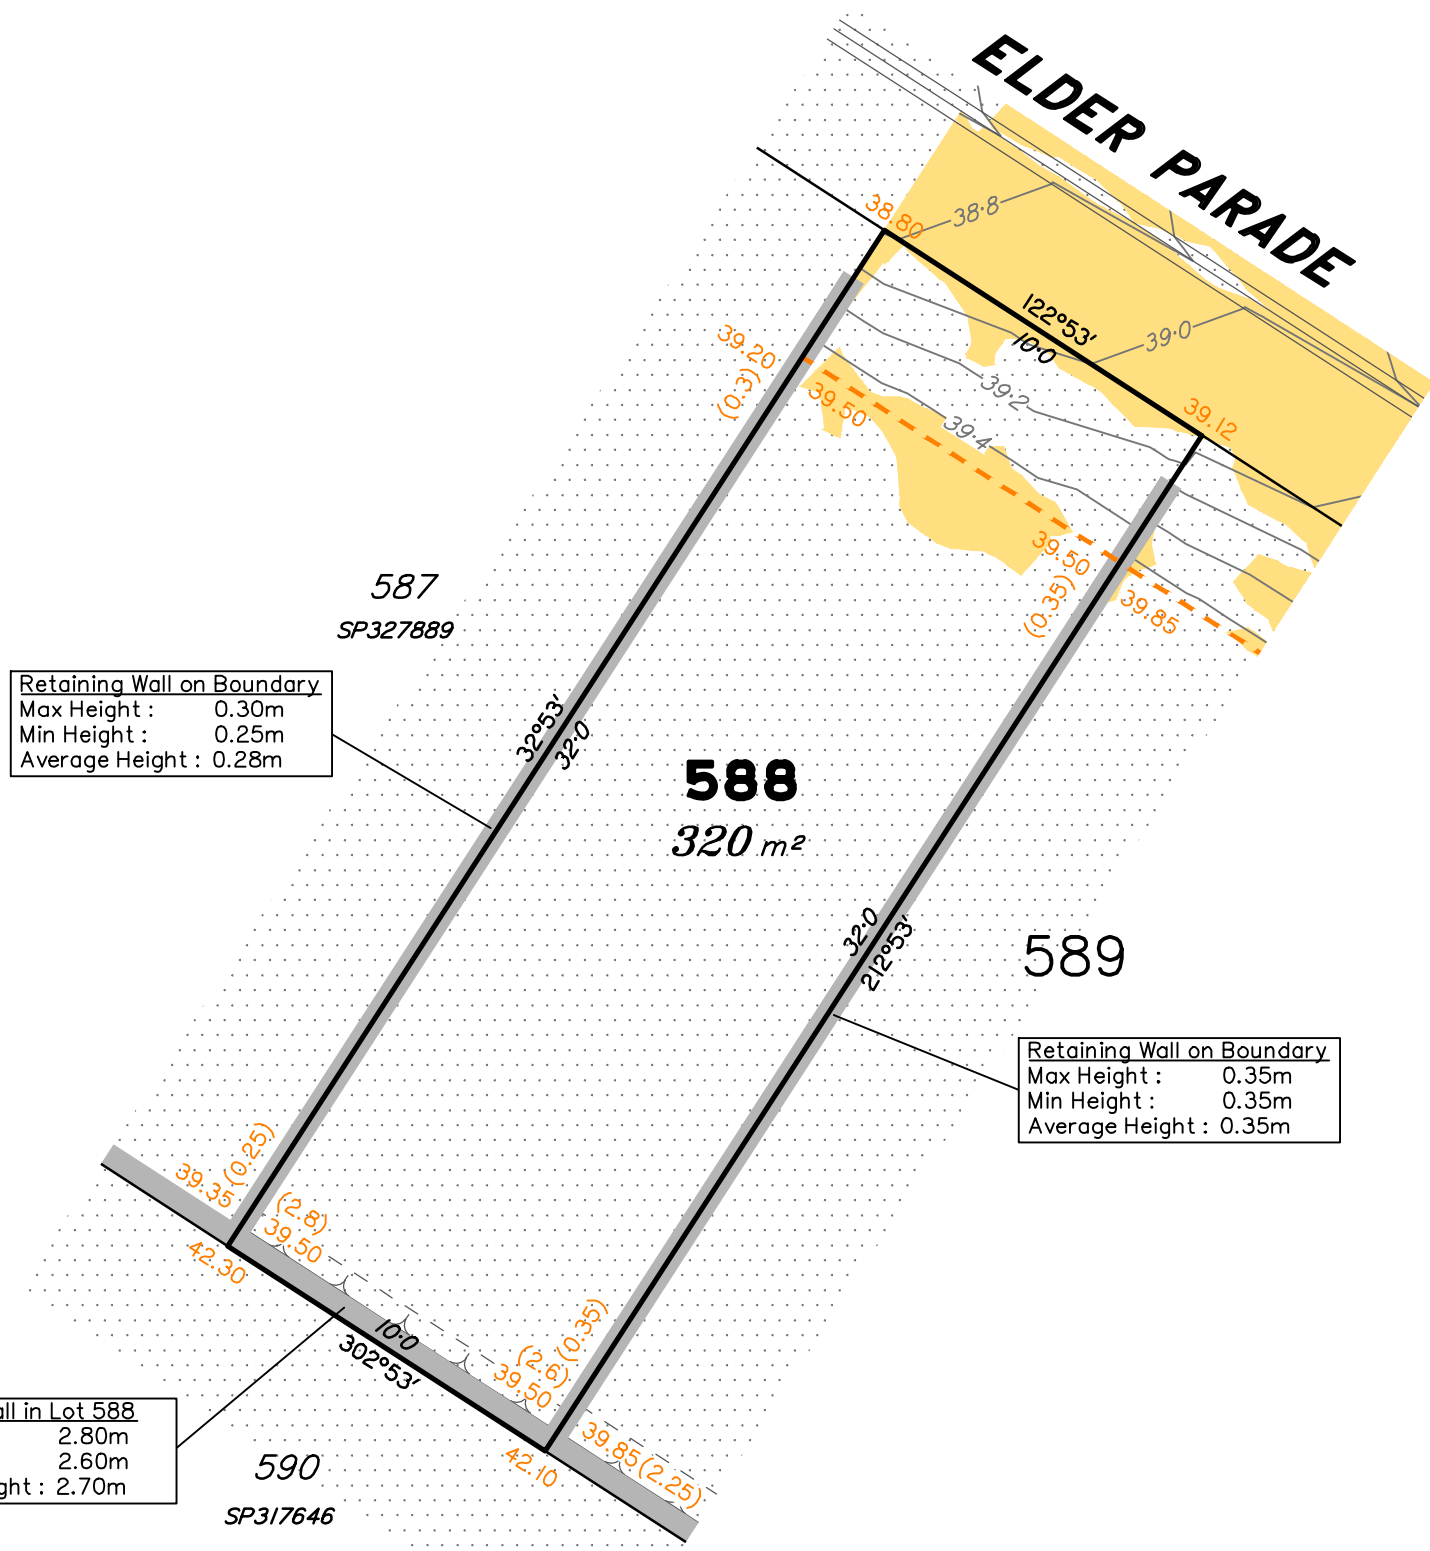 ELDER PARADE
38.80
38·8
122°53'
10·0
39·0
39.20
(0.3)
39.50
39·2
39·4
39.12
39.50
(0.35)
39.85
587
SP327889
Retaining Wall on Boundary
Max Height : 0.30m
Min Height : 0.25m
Average Height : 0.28m
32°53'
32·0
588
320 m²
32·0
212°53'
589
Retaining Wall on Boundary
Max Height : 0.35m
Min Height : 0.35m
Average Height : 0.35m
39.35
(0.25)
(2.8)
39.50
42.30
10·0
302°53'
(2.6)
(0.35)
39.50
39.85 (2.25)
42.10
all in Lot 588
2.80m
2.60m
ght : 2.70m
590
SP317646